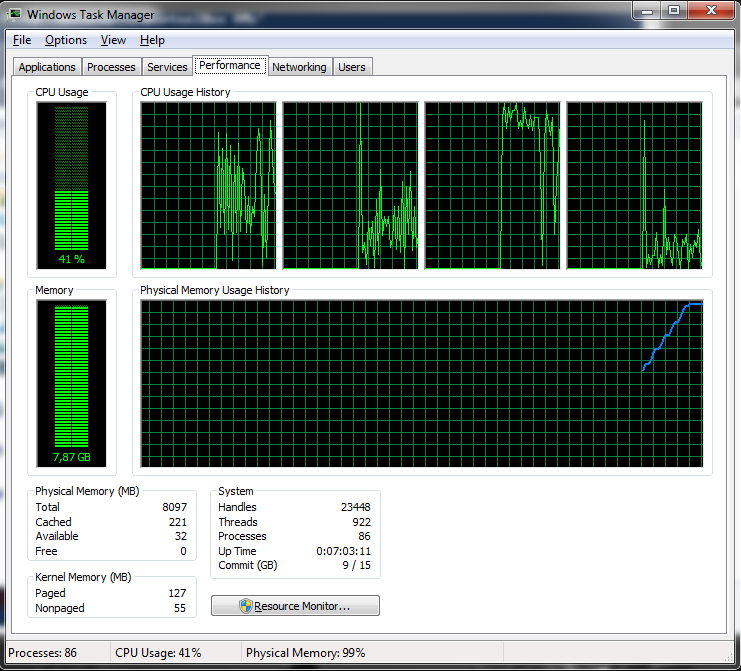 Windows Task Manager
File Options View Help
Applications Processes Services Performance Networking Users
CPU Usage
CPU Usage History
41 %
Memory
Physical Memory Usage History
7,87 GB
Physical Memory (MB)
Total 8097
Cached 221
Available 32
Free 0
System
Handles 23448
Threads 922
Processes 86
Up Time 0:07:03:11
Commit (GB) 9 / 15
Kernel Memory (MB)
Paged 127
Nonpaged 55
Resource Monitor...
Processes: 86 CPU Usage: 41% Physical Memory: 99%